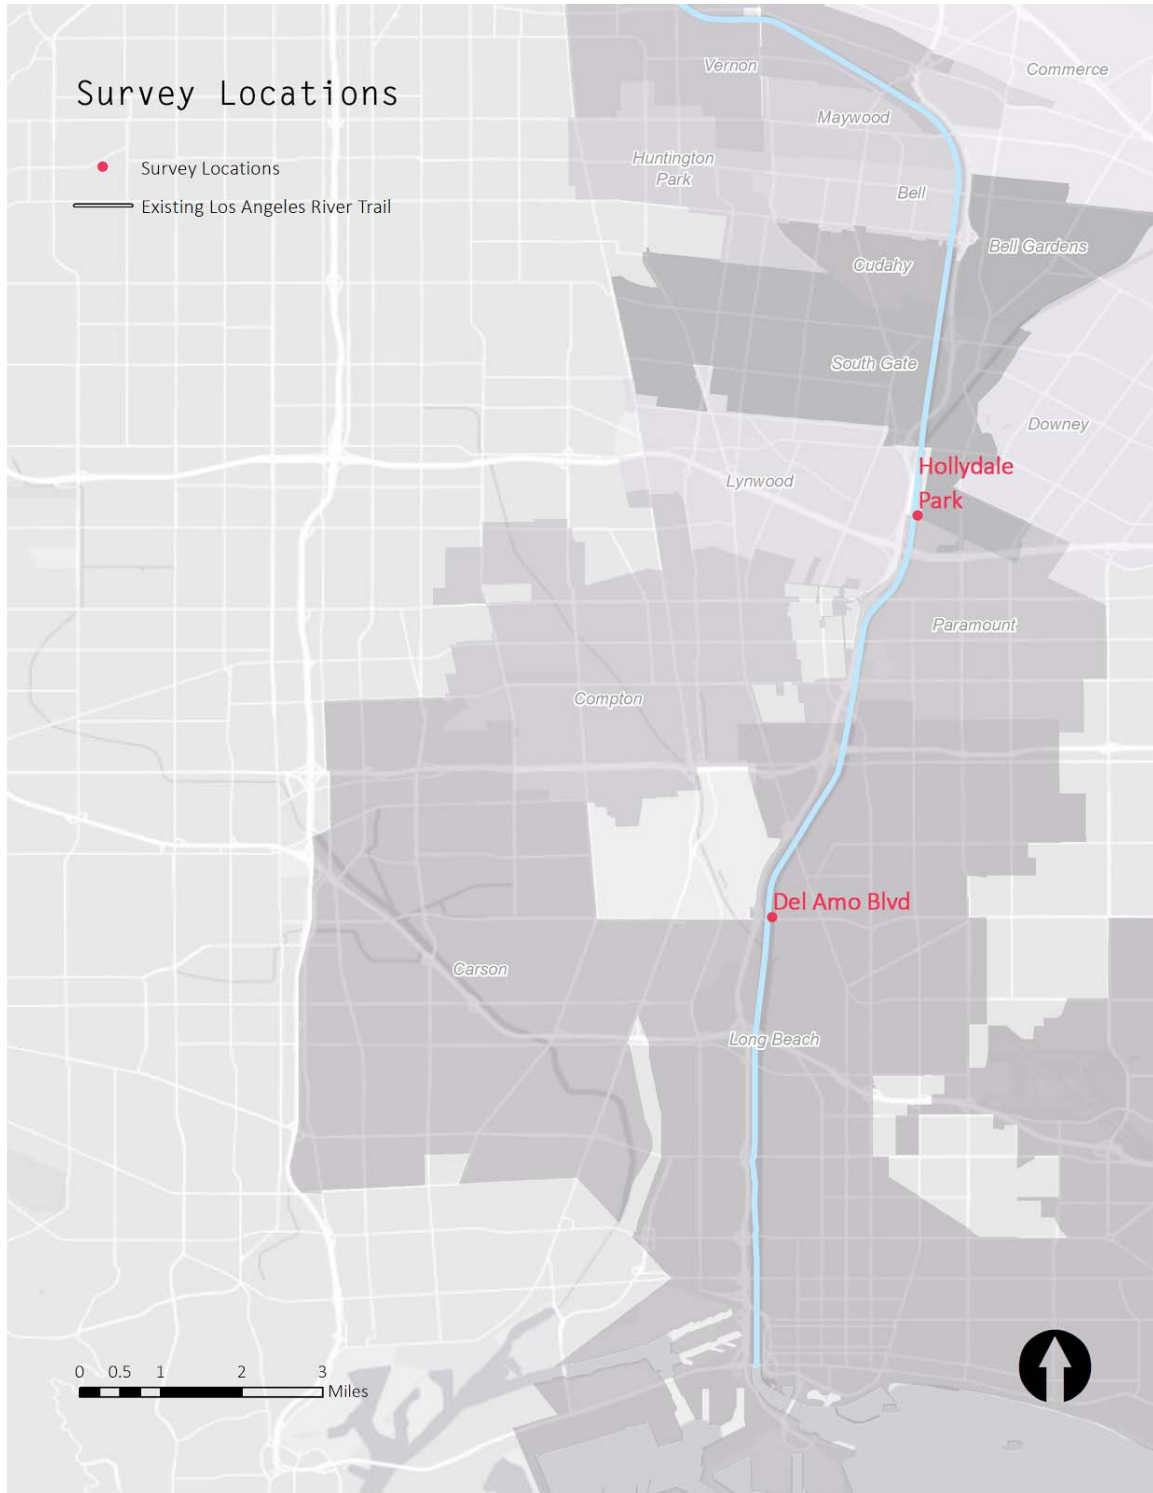 Survey Locations
Survey Locations
Existing Los Angeles River Trail
Vernon
Commerce
Maywood
Huntington
Park
Bell
Bell Gardens
Cudahy
South Gate
Downey
Hollydale
Park
Lynwood
Paramount
Compton
Del Amo Blvd
Carson
Long Beach
0 0.5 1 2 3
Miles